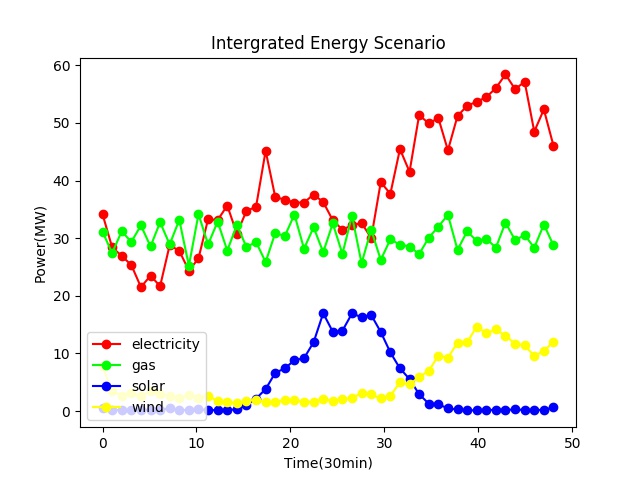 Intergrated Energy Scenario
Power(MW)
60
50
40
30
20
10
0
electricity
gas
solar
wind
0 10 20 30 40 50
Time(30min)